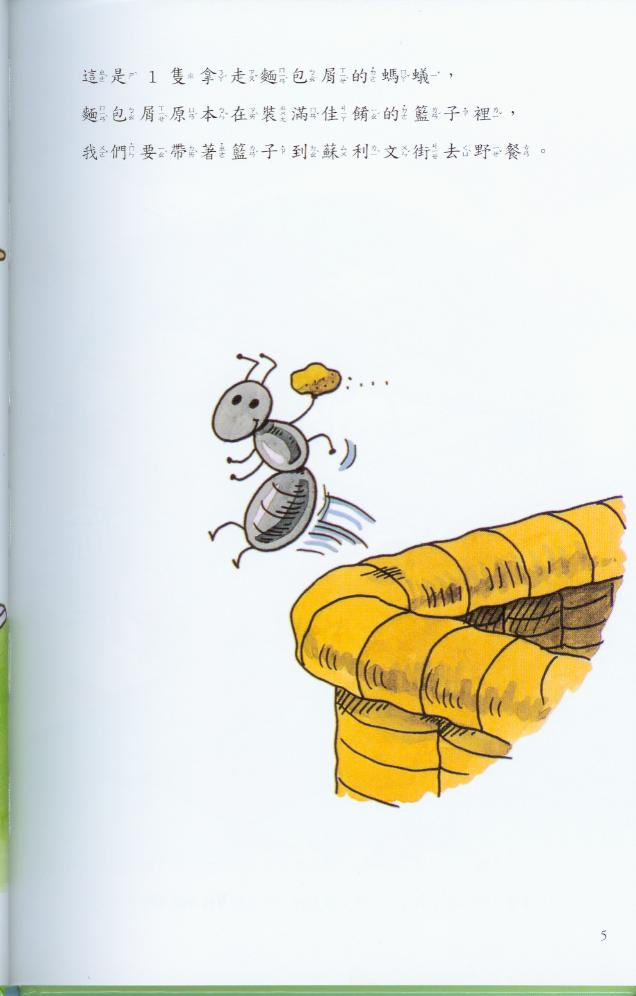 這是1隻拿走麵包屑的螞蟻，
麵包屑原本在裝滿佳餚的籃子裡，
我們要帶著籃子到蘇利文街去野餐。
5